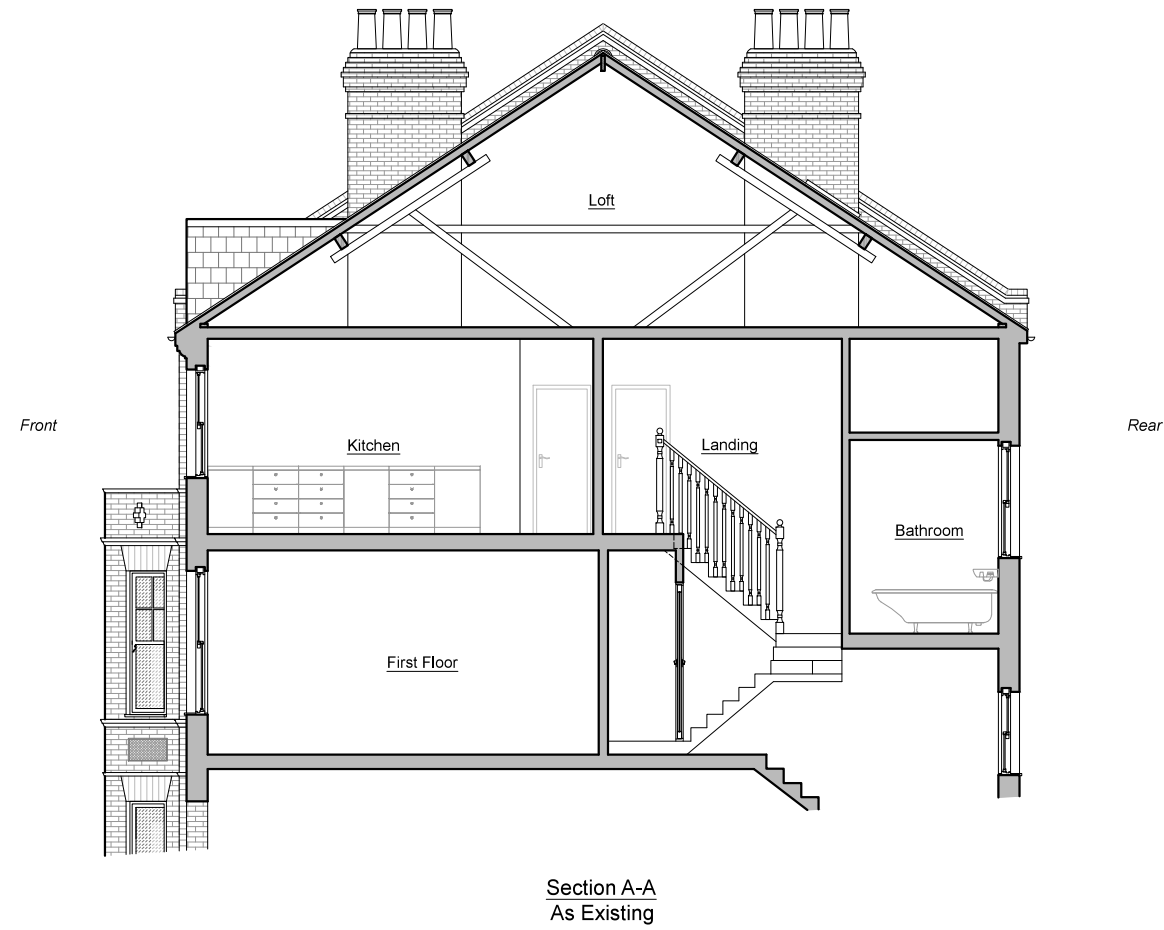 Loft
Front
Rear
Kitchen
Landing
Bathroom
First Floor
Section A-A
As Existing